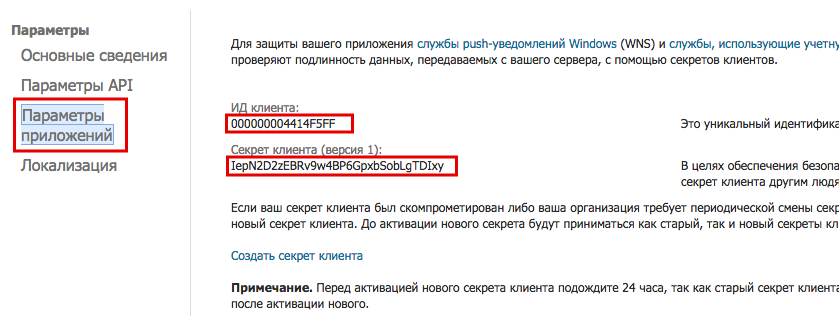 Параметры
Основные сведения
Параметры API
Параметры
приложений
Локализация
Для защиты вашего приложения службы push-уведомлений Windows (WNS) и службы, использующие учетну
проверяют подлинность данных, передаваемых с вашего сервера, с помощью секретов клиентов.
ИД клиента:
000000004414F5FF
Это уникальный идентифика
Секрет клиента (версия 1):
IepN2D2zEBRv9w4BP6GpxbSobLgTDIxy
В целях обеспечения безопа
секрет клиента другим людя
Если ваш секрет клиента был скомпрометирован либо ваша организация требует периодической смены секр
новый секрет клиента. До активации нового секрета будут приниматься как старый, так и новый секреты кл
Создать секрет клиента
Примечание. Перед активацией нового секрета клиента подождите 24 часа, так как старый секрет клиента
после активации нового.